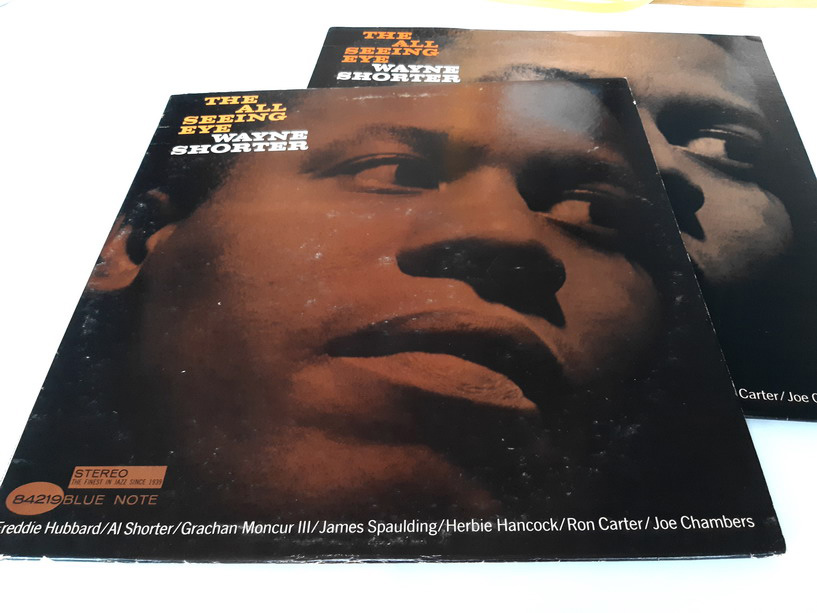 THE
ALL
SEEING
EYE
WAYNE
SHORTER
THE
ALL
SEEING
EYE
WAYNE
SHORTER
Carter/Joe
STEREO
THE FINEST IN JAZZ SINCE 1939
84219 BLUE NOTE
Freddie Hubbard/Al Shorter/Grachan Moncur III/James Spaulding/Herbie Hancock/Ron Carter/Joe Chambers